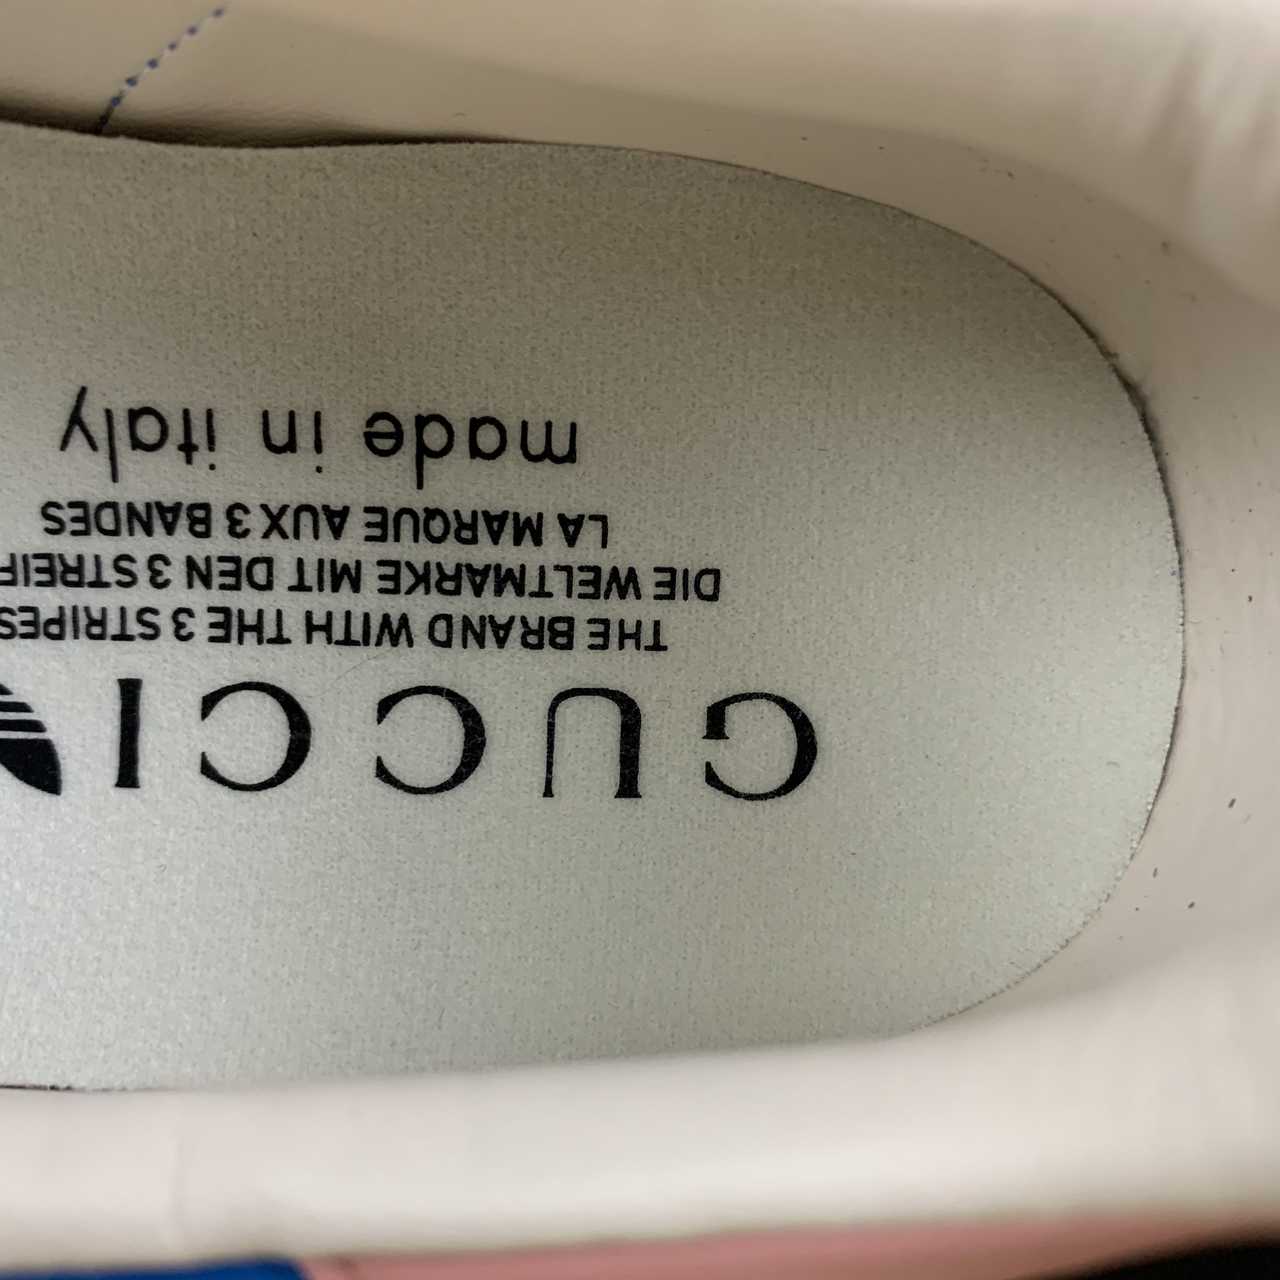 GUCCI
THE BRAND WITH THE 3 STRIPES
DIE WELTMARKE MIT DEN 3 STREIF
LA MARQUE AUX 3 BANDES
made in italy